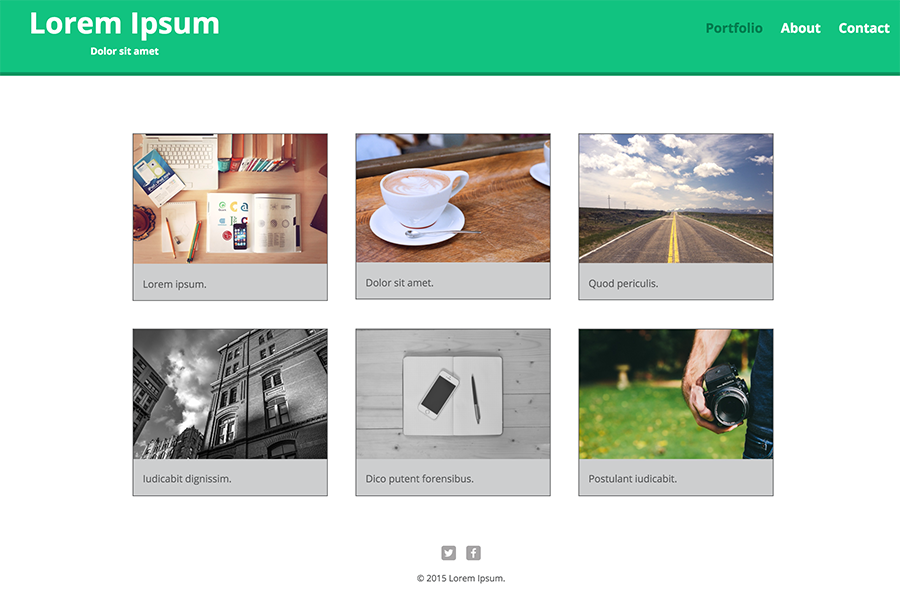 Lorem Ipsum
Dolor sit amet
Portfolio
About
Contact
Lorem ipsum.
Dolor sit amet.
Quod periculis.
Iudicabit dignissim.
Dico putent forensibus.
Postulant iudicabit.
© 2015 Lorem Ipsum.